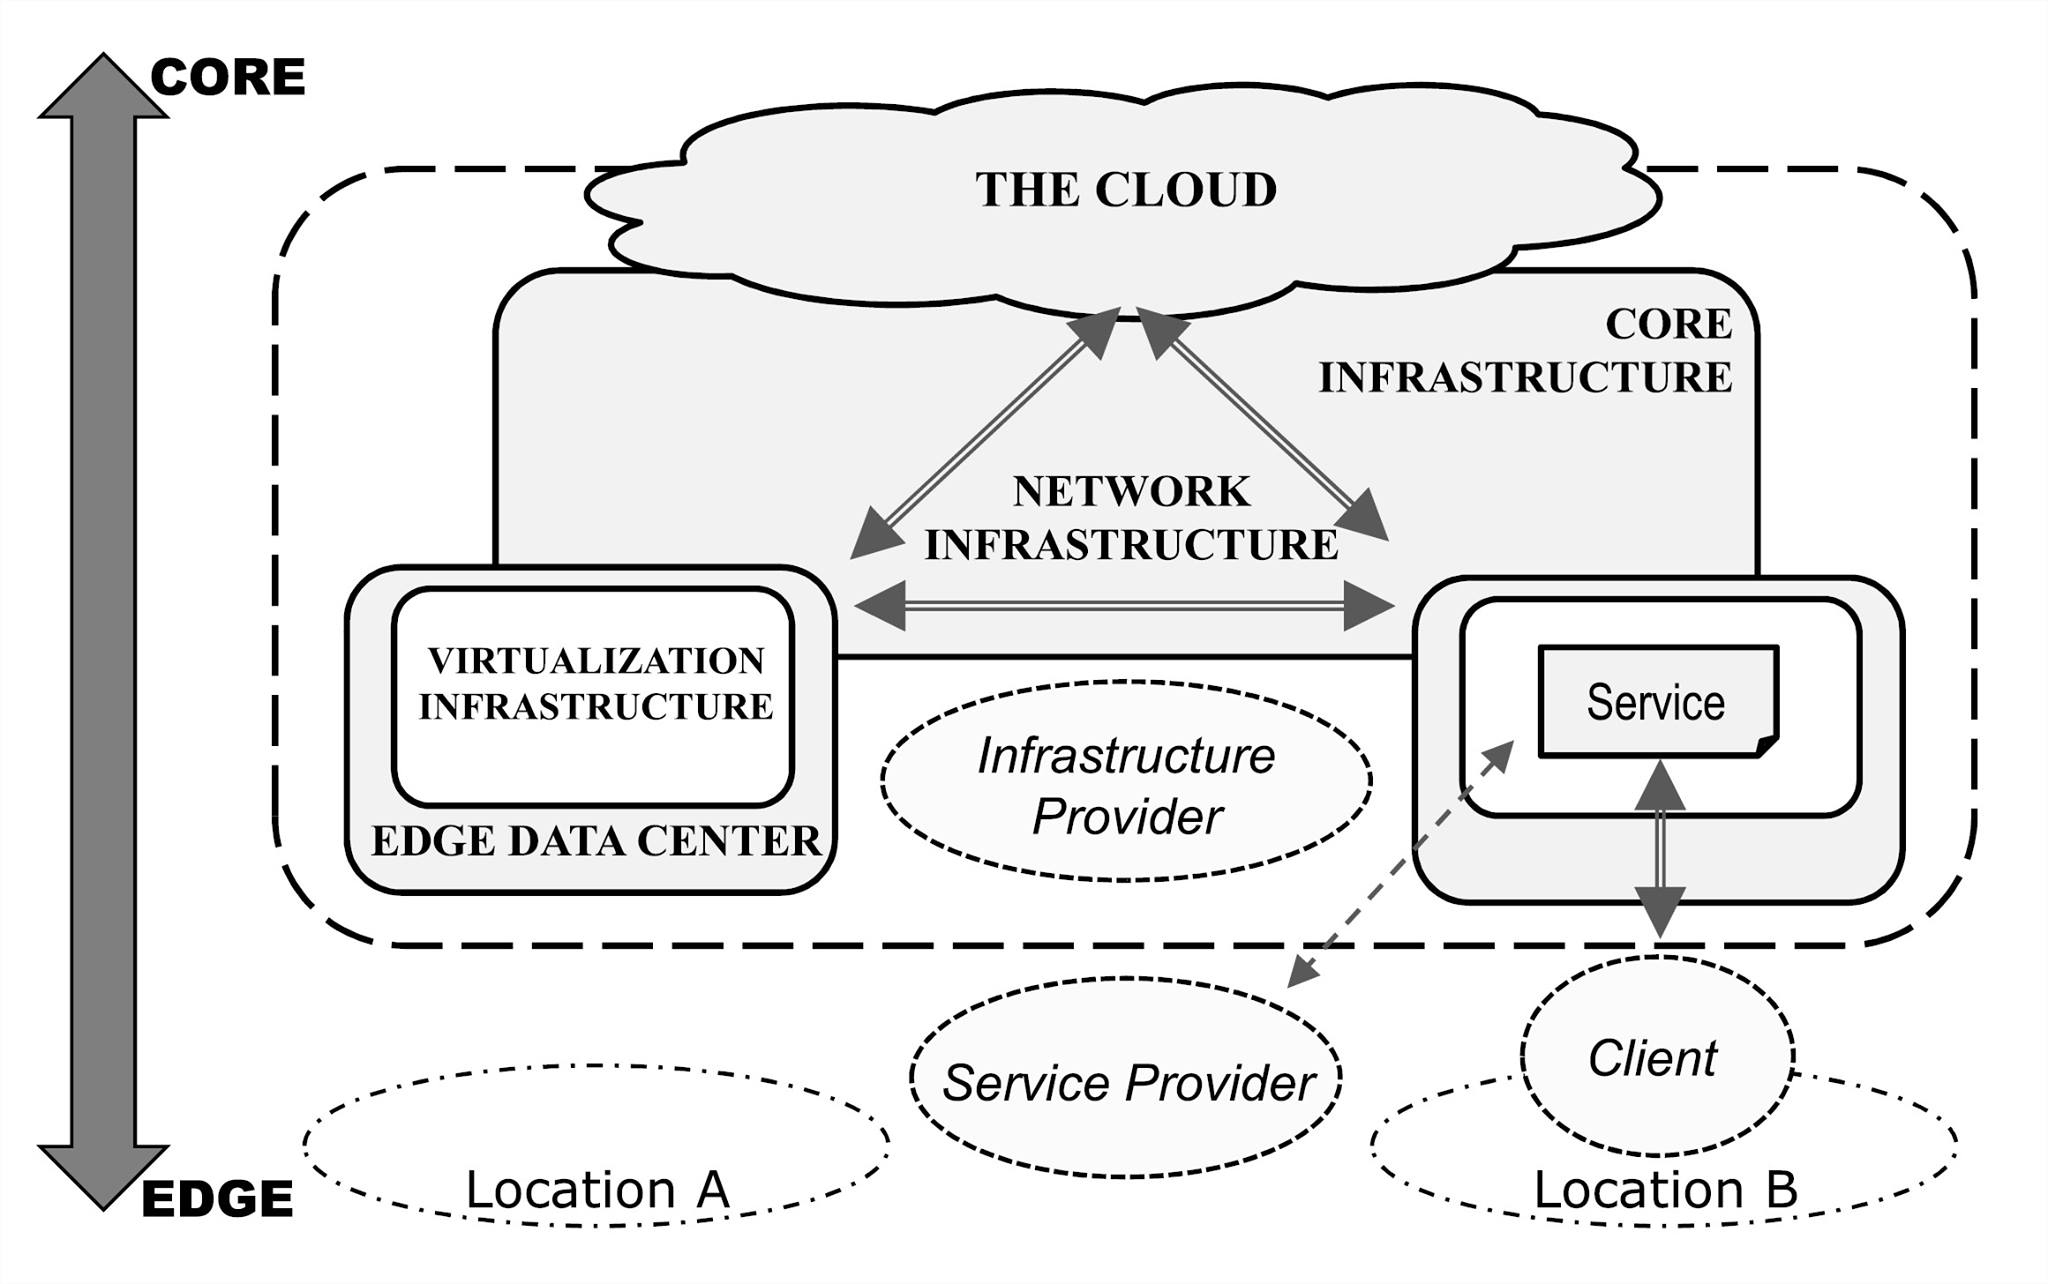 CORE
THE CLOUD
CORE
INFRASTRUCTURE
NETWORK
INFRASTRUCTURE
VIRTUALIZATION
INFRASTRUCTURE
EDGE DATA CENTER
Service
Infrastructure
Provider
Service Provider
Client
Location A
Location B
EDGE